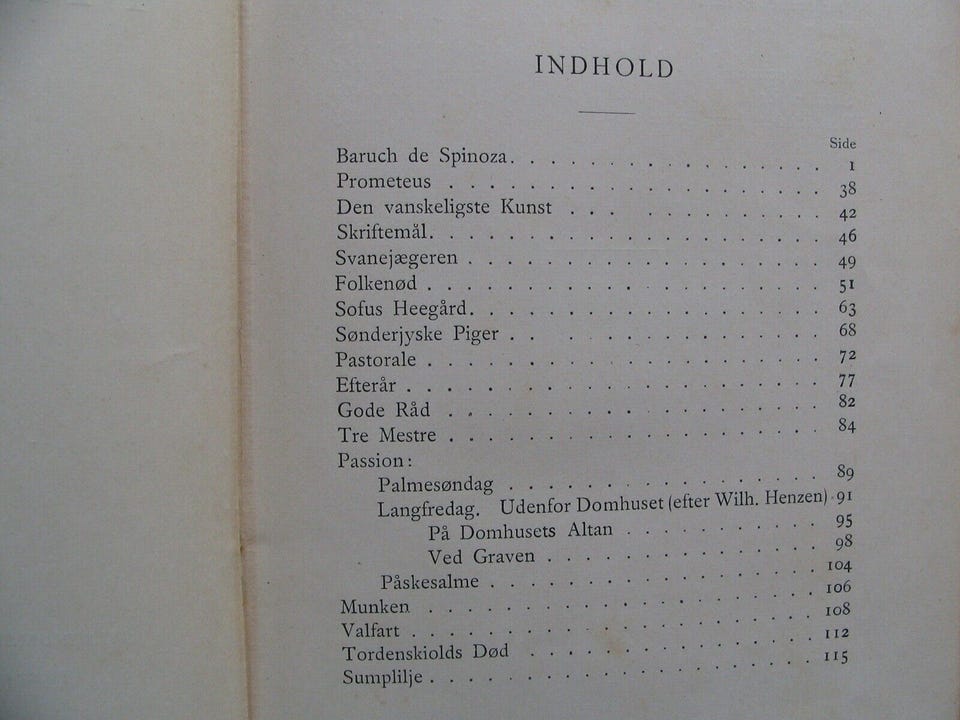 INDHOLD
Side
Baruch de Spinoza. . . . . . . . . . . . . . . . . 1
Prometeus . . . . . . . . . . . . . . . . . . . 38
Den vanskeligste Kunst . . . . . . . . . . . . 42
Skriftemål. . . . . . . . . . . . . . . . . . . . 46
Svanejægeren . . . . . . . . . . . . . . . . . . 49
Folkenød . . . . . . . . . . . . . . . . . . . . 51
Sofus Heegård. . . . . . . . . . . . . . . . . . 63
Sønderjyske Piger . . . . . . . . . . . . . . . 68
Pastorale . . . . . . . . . . . . . . . . . . . . 72
Efterår . . . . . . . . . . . . . . . . . . . . . 77
Gode Råd . . . . . . . . . . . . . . . . . . . 82
Tre Mestre . . . . . . . . . . . . . . . . . . . 84
Passion:
Palmesøndag . . . . . . . . . . . . . . . . 89
Langfredag. Udenfor Domhuset (efter Wilh. Henzen) . 91
På Domhusets Altan . . . . . . . . . . 95
Ved Graven . . . . . . . . . . . . . . 98
Påskesalme . . . . . . . . . . . . . . . . . 104
Munken . . . . . . . . . . . . . . . . . . . . 106
Valfart . . . . . . . . . . . . . . . . . . . . . 108
Tordenskiolds Død . . . . . . . . . . . . . . . 112
Sumplilje . . . . . . . . . . . . . . . . . . . . 115